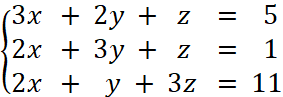 3x + 2y + z = 5
2x + 3y + z = 1
2x + y + 3z = 11